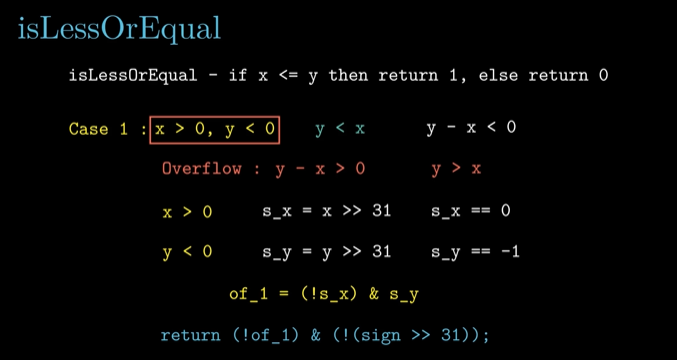 isLessOrEqual
isLessOrEqual - if x <= y then return 1, else return 0
Case 1 : x > 0, y < 0 y < x y - x < 0
Overflow : y - x > 0 y > x
x > 0 s_x = x >> 31 s_x == 0
y < 0 s_y = y >> 31 s_y == -1
of_1 = (!s_x) & s_y
return (!of_1) & (!(sign >> 31));